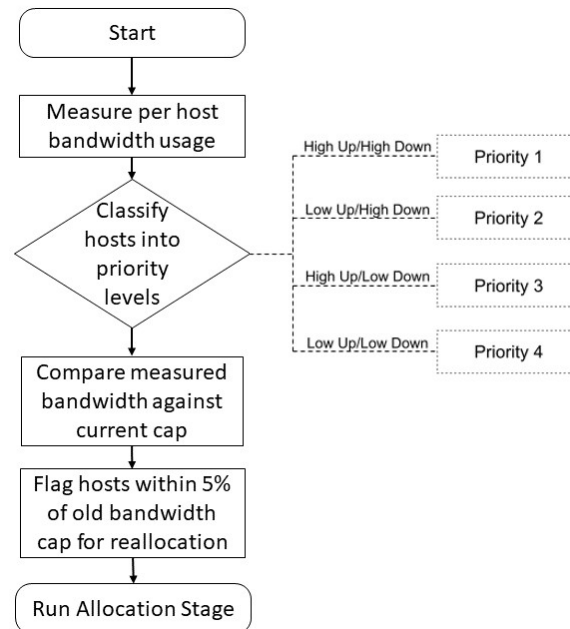 Start
Measure per host
bandwidth usage
Classify
hosts into
priority
levels
High Up/High Down
Priority 1
Low Up/High Down
Priority 2
High Up/Low Down
Priority 3
Low Up/Low Down
Priority 4
Compare measured
bandwidth against
current cap
Flag hosts within 5%
of old bandwidth
cap for reallocation
Run Allocation Stage